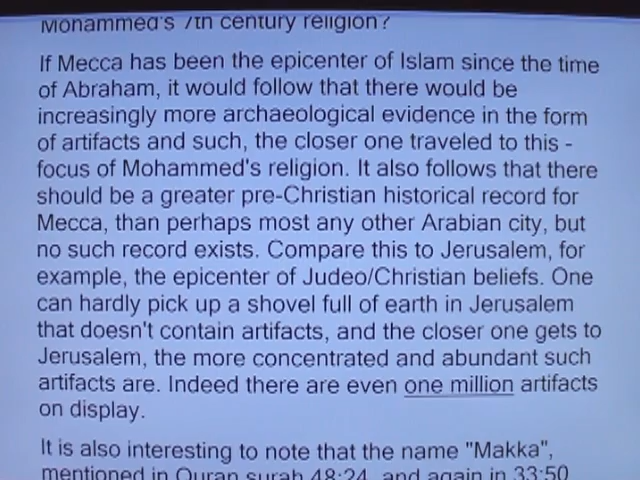 Mohammed's 7th century religion?
If Mecca has been the epicenter of Islam since the time
of Abraham, it would follow that there would be
increasingly more archaeological evidence in the form
of artifacts and such, the closer one traveled to this -
focus of Mohammed's religion. It also follows that there
should be a greater pre-Christian historical record for
Mecca, than perhaps most any other Arabian city, but
no such record exists. Compare this to Jerusalem, for
example, the epicenter of Judeo/Christian beliefs. One
can hardly pick up a shovel full of earth in Jerusalem
that doesn't contain artifacts, and the closer one gets to
Jerusalem, the more concentrated and abundant such
artifacts are. Indeed there are even one million artifacts
on display.
It is also interesting to note that the name "Makka",
mentioned in Quran surah 48:24, and again in 33:50